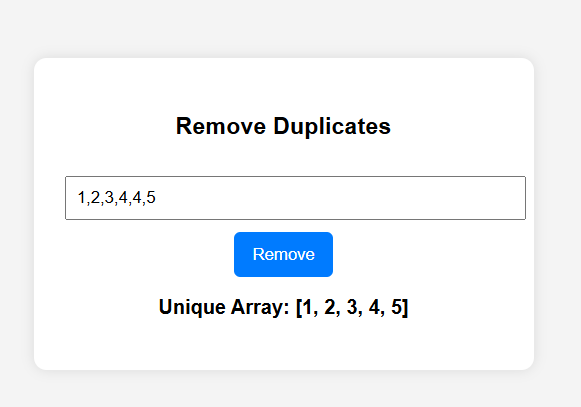 Remove Duplicates
1,2,3,4,4,5
Remove
Unique Array: [1, 2, 3, 4, 5]